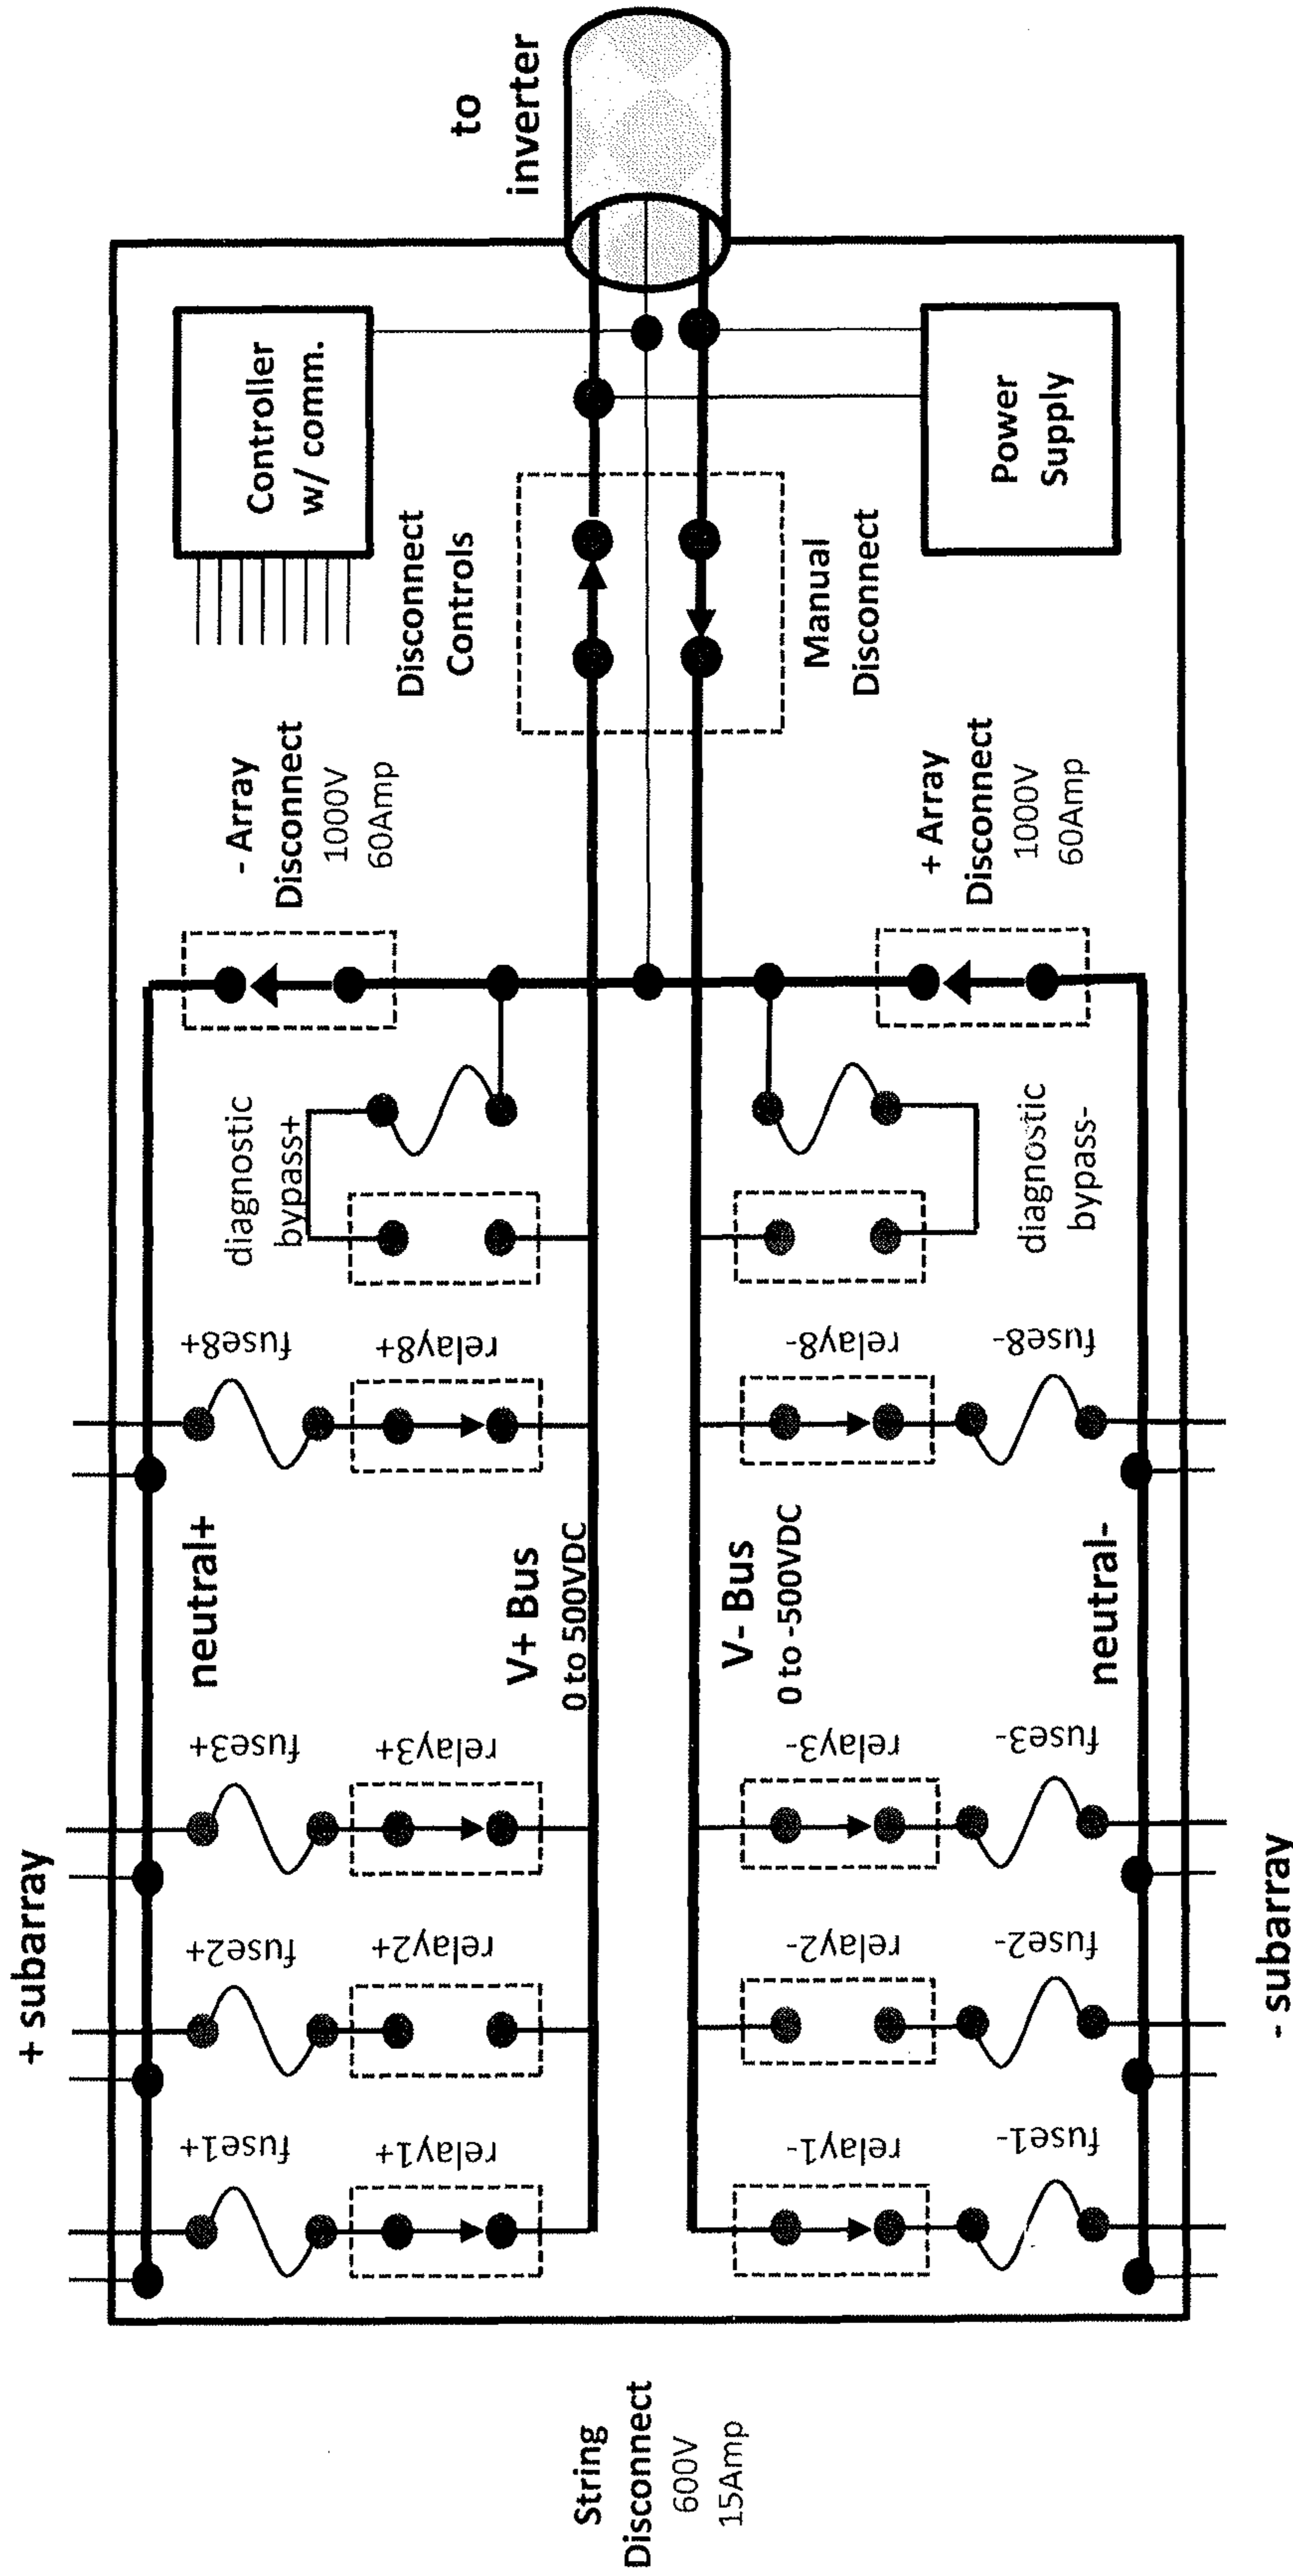 + subarray
fuse1+
relay1+
fuse2+
relay2+
fuse3+
relay3+
neutral+
V+ Bus
0 to 500VDC
fuse8+
relay8+
diagnostic
bypass+
- Array
Disconnect
1000V
60Amp
Disconnect
Controls
Controller
w/ comm.
to
inverter
String
Disconnect
600V
15Amp
relay1-
fuse1-
relay2-
fuse2-
relay3-
fuse3-
V- Bus
0 to -500VDC
neutral-
relay8-
fuse8-
diagnostic
bypass-
+ Array
Disconnect
1000V
60Amp
Manual
Disconnect
Power
Supply
- subarray